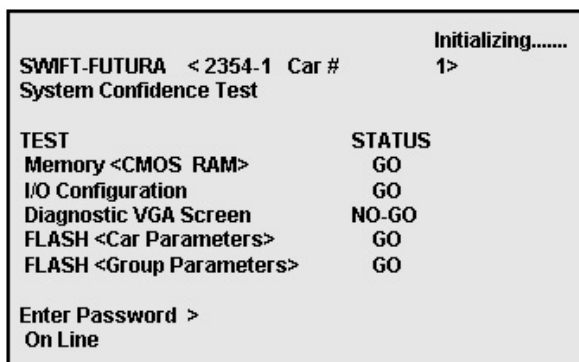 Initializing.......
SWIFT-FUTURA < 2354-1 Car # 1>
System Confidence Test
TEST STATUS
Memory <CMOS RAM> GO
I/O Configuration GO
Diagnostic VGA Screen NO-GO
FLASH <Car Parameters> GO
FLASH <Group Parameters> GO
Enter Password >
On Line